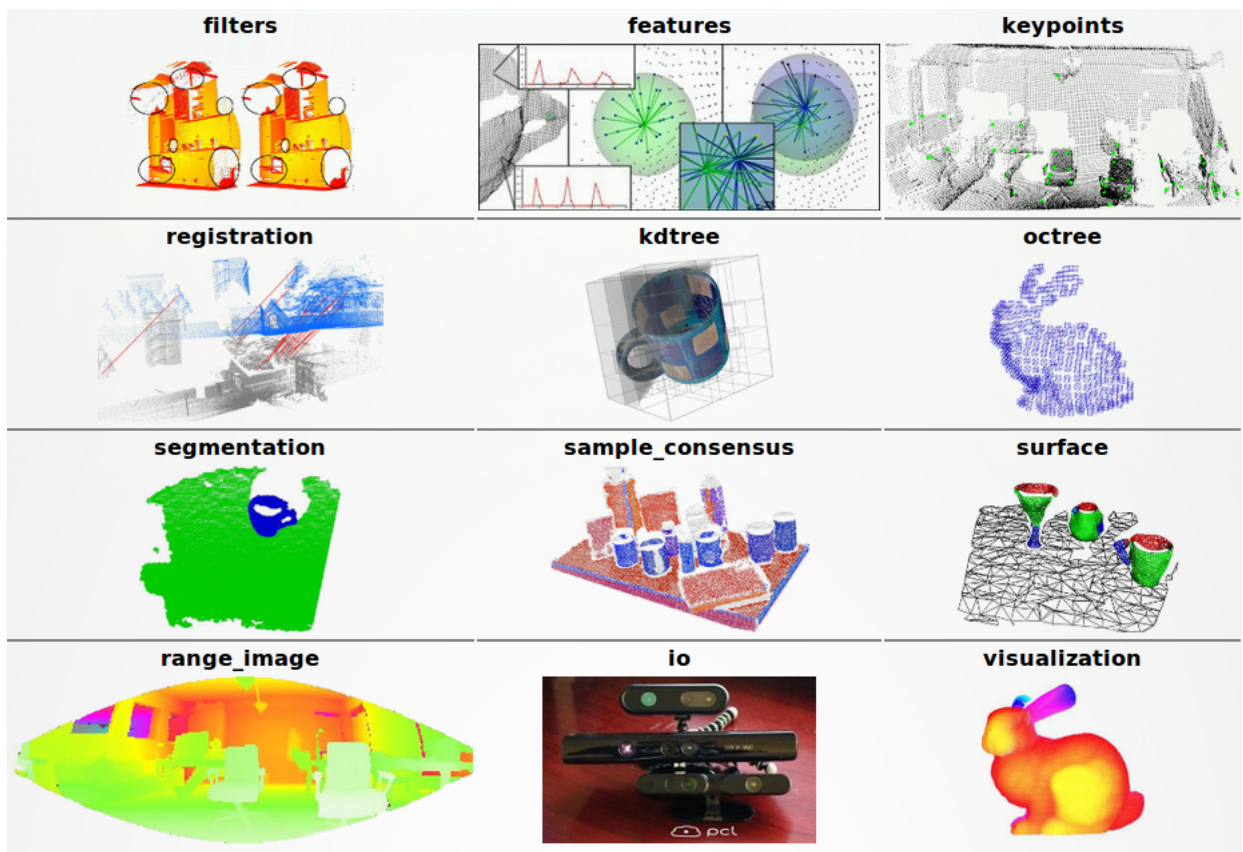 filters
features
keypoints
registration
kdtree
octree
segmentation
sample_consensus
surface
range_image
io
visualization
pcl